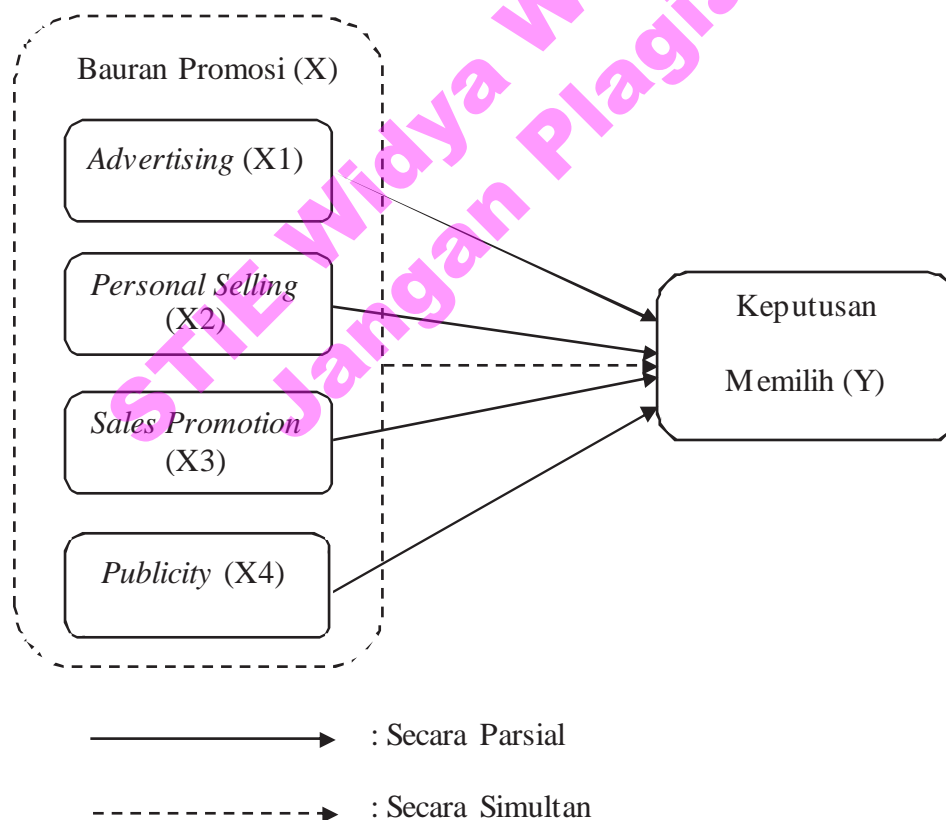 Bauran Promosi (X)
Advertising (X1)
Personal Selling
(X2)
Sales Promotion
(X3)
Publicity (X4)
Keputusan
Memilih (Y)
: Secara Parsial
: Secara Simultan
STIE Widya W
Jangan Plagia